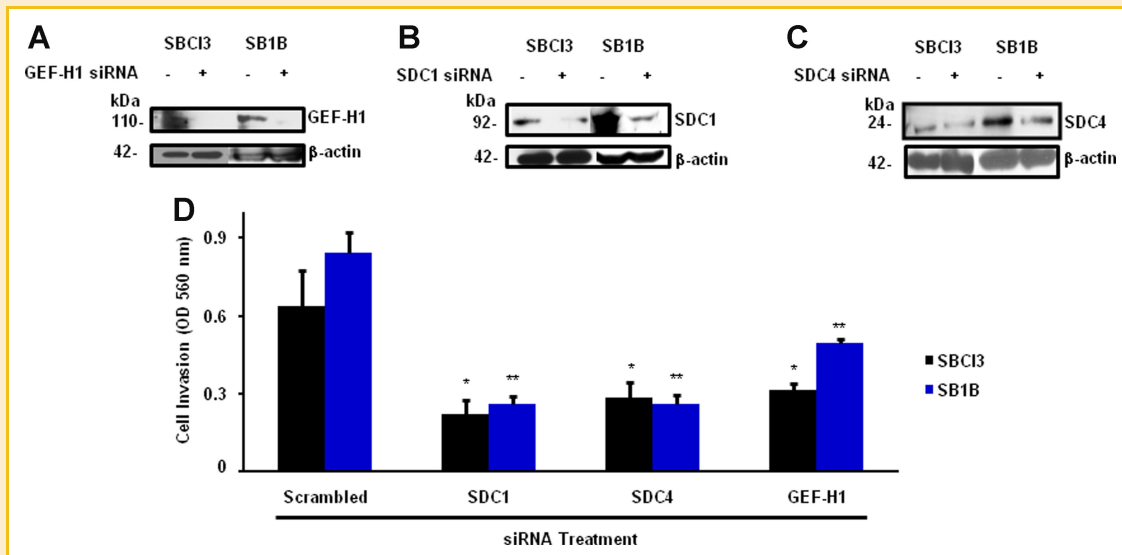 A
SBCl3 SB1B
GEF-H1 siRNA - + - +
kDa
110- GEF-H1
42- β-actin
B
SBCl3 SB1B
SDC1 siRNA - + - +
kDa
92- SDC1
42- β-actin
C
SBCl3 SB1B
SDC4 siRNA - + - +
kDa
24- SDC4
42- β-actin
D
Cell Invasion (OD 560 nm)
0.9
0.6
0.3
0
* ** * ** * **
SBCl3
SB1B
Scrambled SDC1 SDC4 GEF-H1
siRNA Treatment